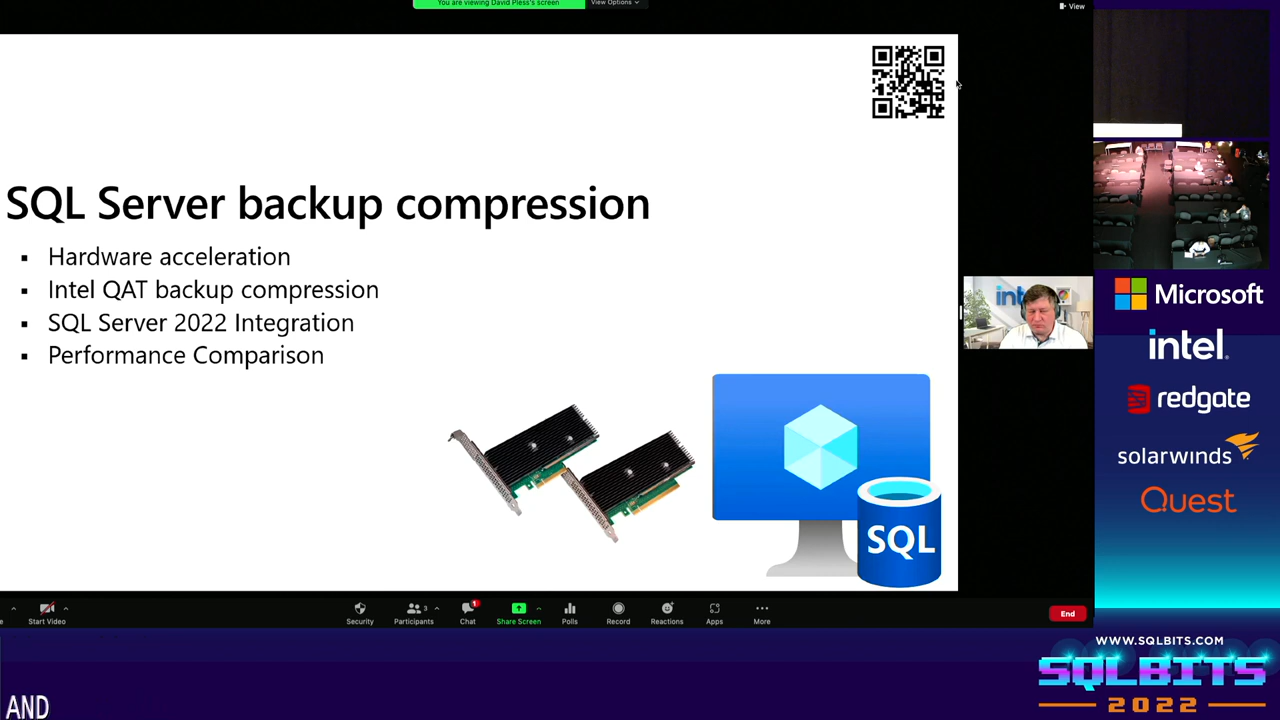 You are viewing David Pless's screen
View Options
View
SQL Server backup compression
Hardware acceleration
Intel QAT backup compression
SQL Server 2022 Integration
Performance Comparison
SQL
Microsoft
intel.
redgate
solarwinds
Quest
Start Video
Security
3
Participants
1
Chat
Share Screen
Polls
Record
Reactions
Apps
More
End
WWW.SQLBITS.COM
SQLBITS
2022
AND